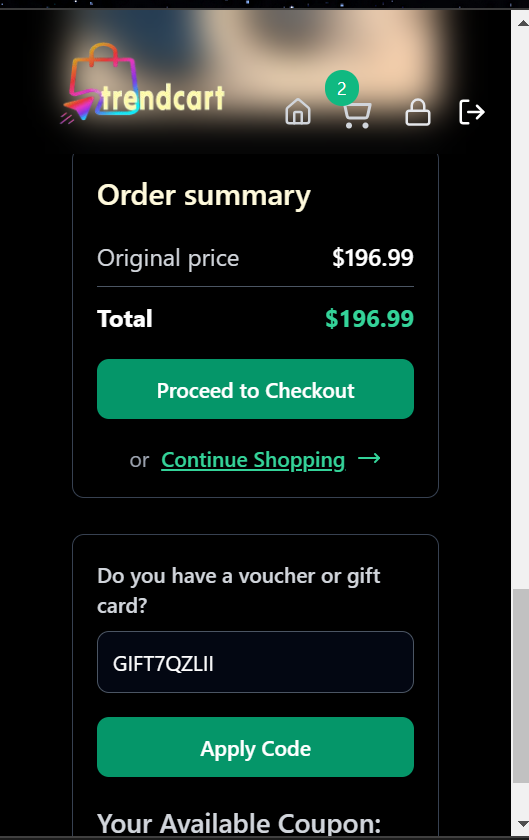 trendcart
2
Order summary
Original price $196.99
Total $196.99
Proceed to Checkout
or Continue Shopping →
Do you have a voucher or gift
card?
GIFT7QZLII
Apply Code
Your Available Coupon: